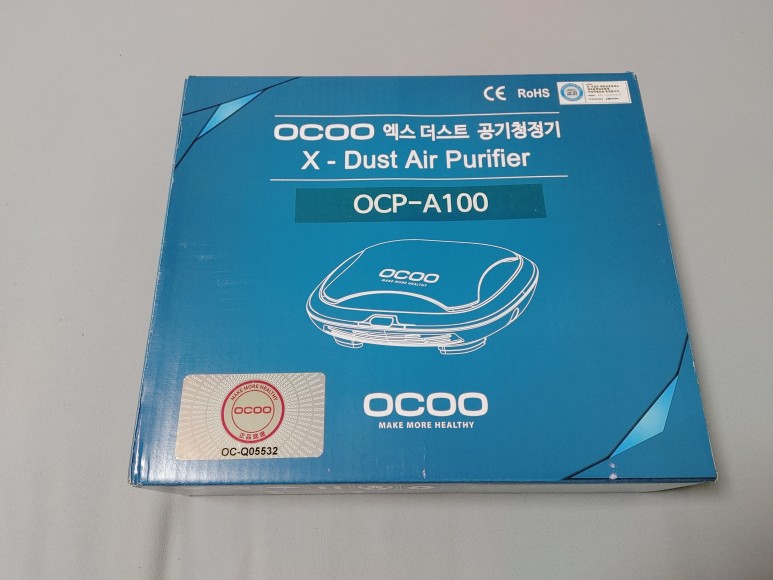 CE RoHS
OCOO 엑스 더스트 공기청정기
X - Dust Air Purifier
OCP-A100
OCOO
MAKE MORE HEALTHY
OCOO
MAKE MORE HEALTHY
MAKE MORE HEALTHY
OCOO
OC-Q05532